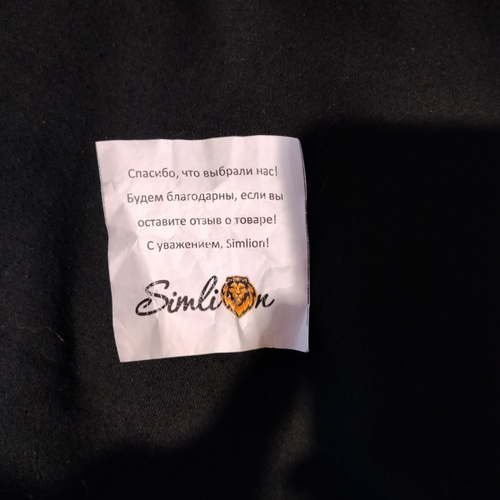 Спасибо, что выбрали нас!
Будем благодарны, если вы
оставите отзыв о товаре!
С уважением, Simlion!
Simlion